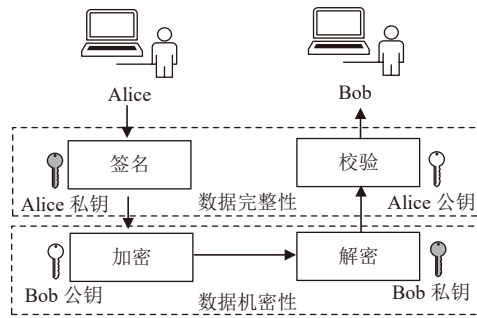 Alice
Bob
签名
校验
Alice 私钥
数据完整性
Alice 公钥
加密
解密
Bob 公钥
数据机密性
Bob 私钥